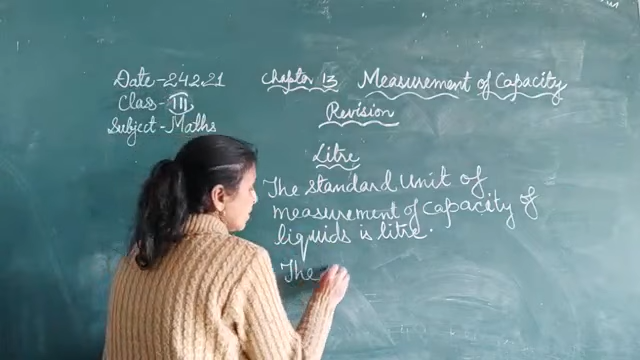 Date-24.2.21
Class-III
Subject-Maths
Chapter 13 Measurement of Capacity
Revision
Litre
The standard unit of
measurement of capacity of
liquids is litre.
The